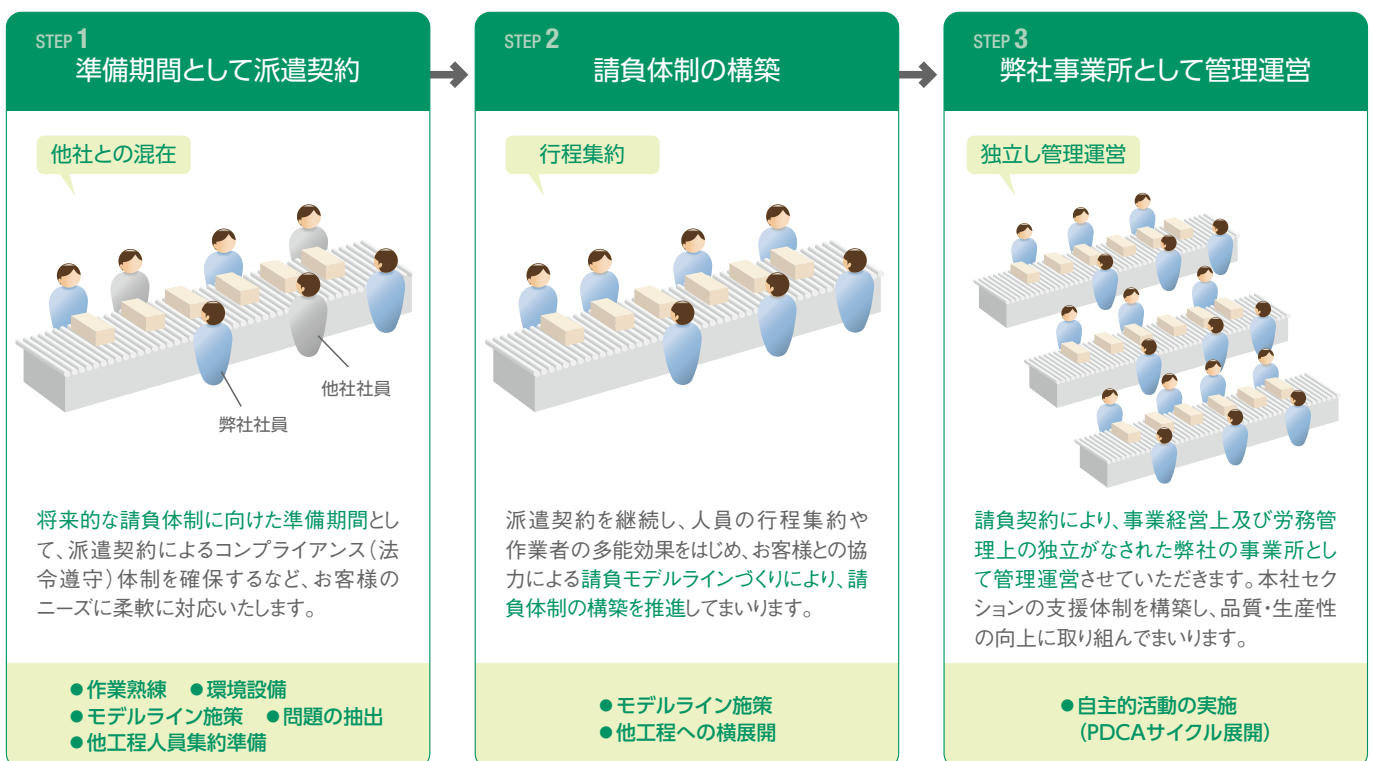 STEP 1
準備期間として派遣契約
他社との混在
他社社員
弊社社員
将来的な請負体制に向けた準備期間とし
て、派遣契約によるコンプライアンス（法
令遵守）体制を確保するなど、お客様の
ニーズに柔軟に対応いたします。
●作業熟練 ●環境設備
●モデルライン施策 ●問題の抽出
●他工程人員集約準備
STEP 2
請負体制の構築
行程集約
派遣契約を継続し、人員の行程集約や
作業者の多能効果をはじめ、お客様との協
力による請負モデルラインづくりにより、請
負体制の構築を推進してまいります。
●モデルライン施策
●他工程への横展開
STEP 3
弊社事業所として管理運営
独立し管理運営
請負契約により、事業経営上及び労務管
理上の独立がなされた弊社の事業所とし
て管理運営させていただきます。本社セク
ションの支援体制を構築し、品質・生産性
の向上に取り組んでまいります。
●自主的活動の実施
（PDCAサイクル展開）